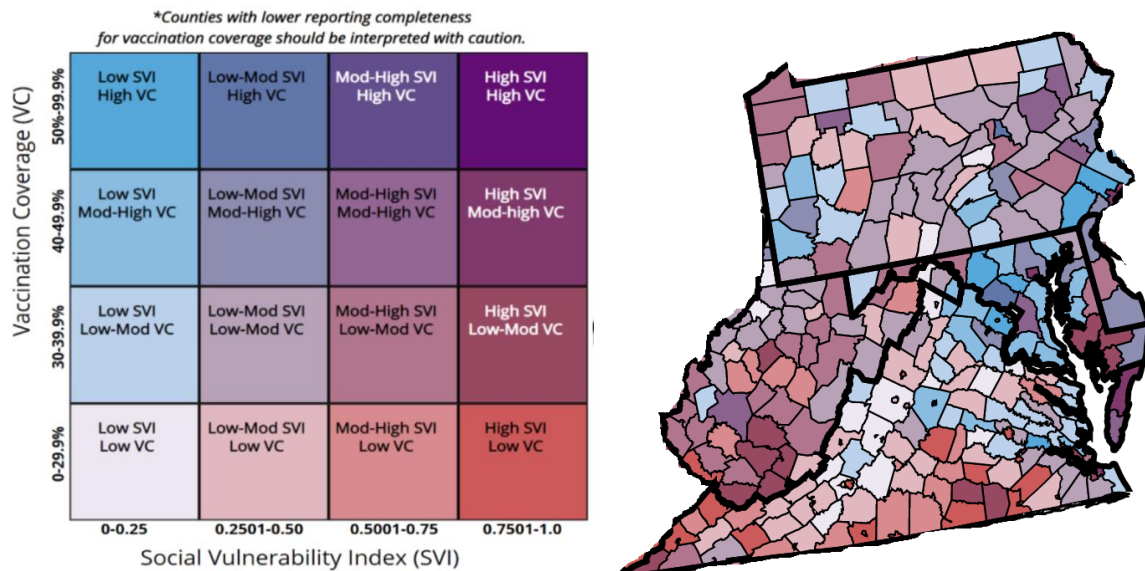 *Counties with lower reporting completeness
for vaccination coverage should be interpreted with caution.
Vaccination Coverage (VC)
50%-99.9%
Low SVI
High VC
Low-Mod SVI
High VC
Mod-High SVI
High VC
High SVI
High VC
40-49.9%
Low SVI
Mod-High VC
Low-Mod SVI
Mod-High VC
Mod-High SVI
Mod-High VC
High SVI
Mod-high VC
30-39.9%
Low SVI
Low-Mod VC
Low-Mod SVI
Low-Mod VC
Mod-High SVI
Low-Mod VC
High SVI
Low-Mod VC
0-29.9%
Low SVI
Low VC
Low-Mod SVI
Low VC
Mod-High SVI
Low VC
High SVI
Low VC
0-0.25
0.2501-0.50
0.5001-0.75
0.7501-1.0
Social Vulnerability Index (SVI)